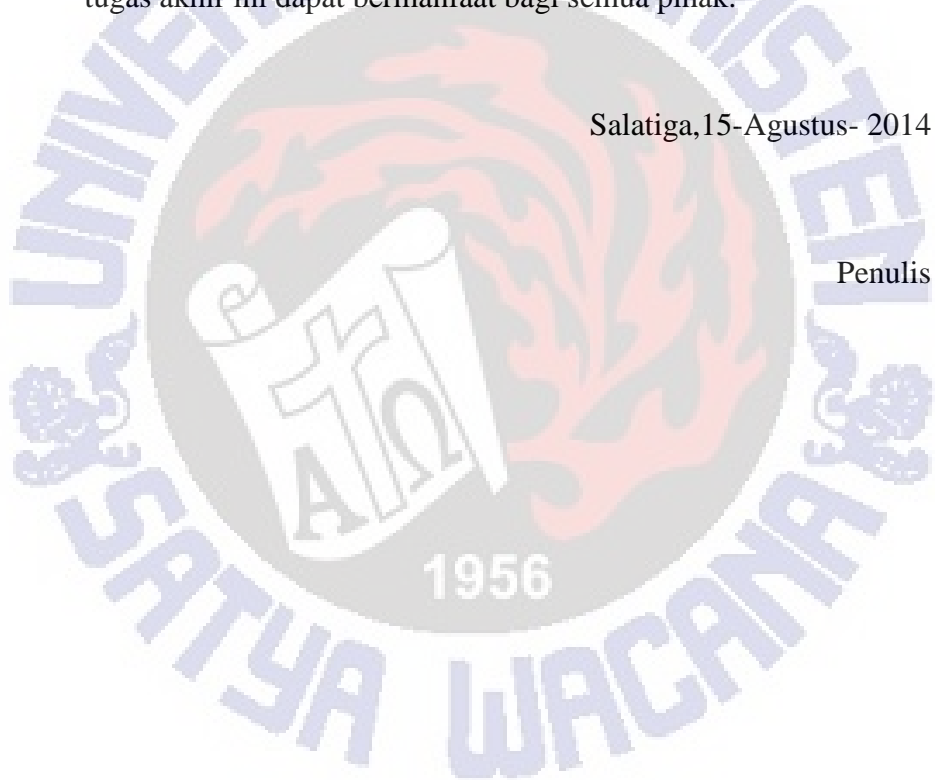 tugas akhir ini dapat bermanfaat bagi semua pihak.
Salatiga,15-Agustus- 2014
Penulis
SATYA WACANA
1956
Α Ω